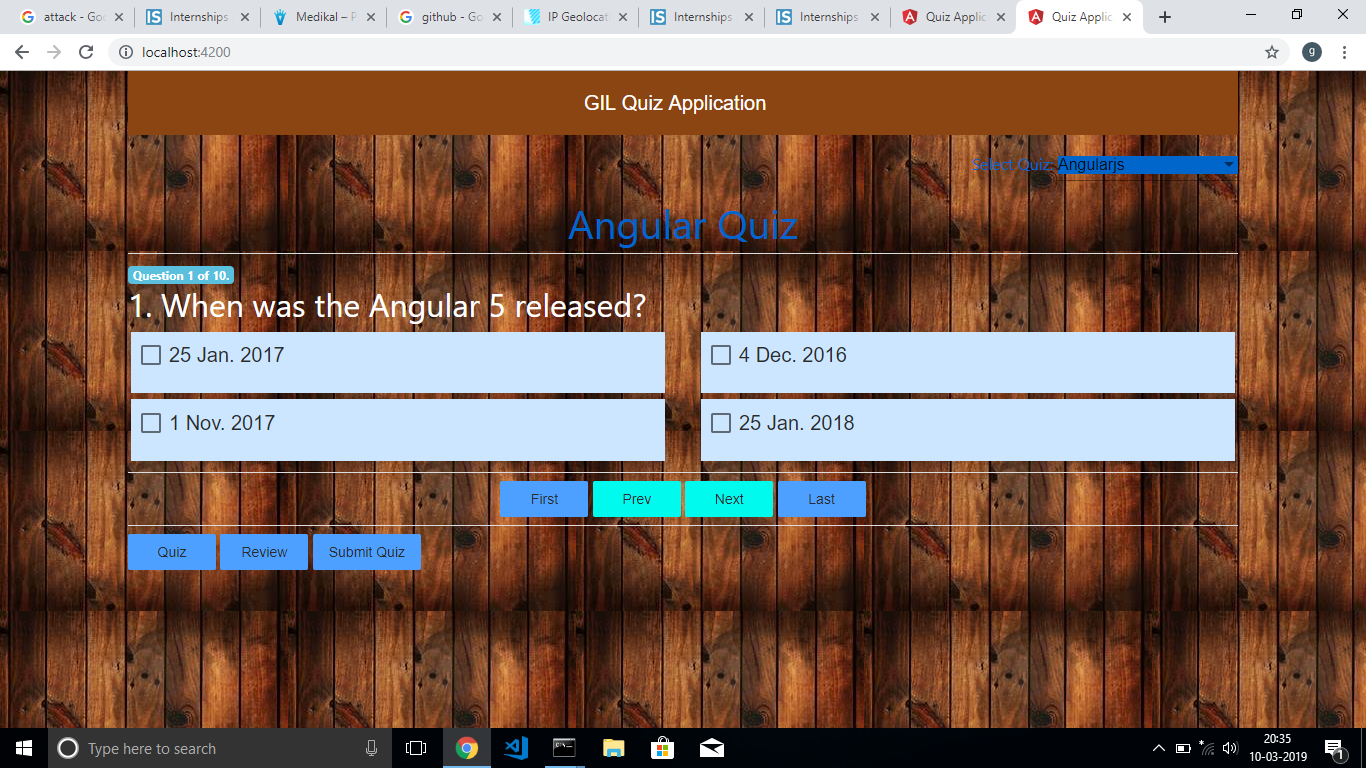 attack - Goo
Internships
Medikal – P
github - Go
IP Geolocat
Internships
Internships
Quiz Applic
Quiz Applic
localhost:4200
g
GIL Quiz Application
Select Quiz: Angularjs
Angular Quiz
Question 1 of 10.
1. When was the Angular 5 released?
25 Jan. 2017
4 Dec. 2016
1 Nov. 2017
25 Jan. 2018
First Prev Next Last
Quiz Review Submit Quiz
Type here to search
20:35
10-03-2019
1